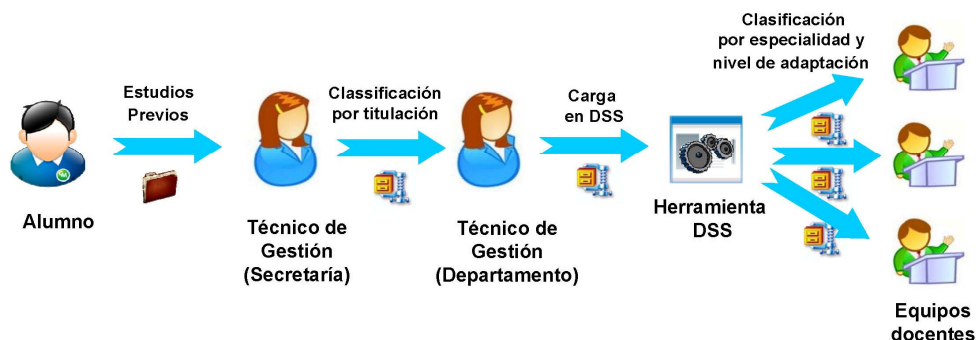 Estudios
Previos
Classificación
por titulación
Carga
en DSS
Clasificación
por especialidad y
nivel de adaptación
Alumno
Técnico de
Gestión
(Secretaría)
Técnico de
Gestión
(Departamento)
Herramienta
DSS
Equipos
docentes